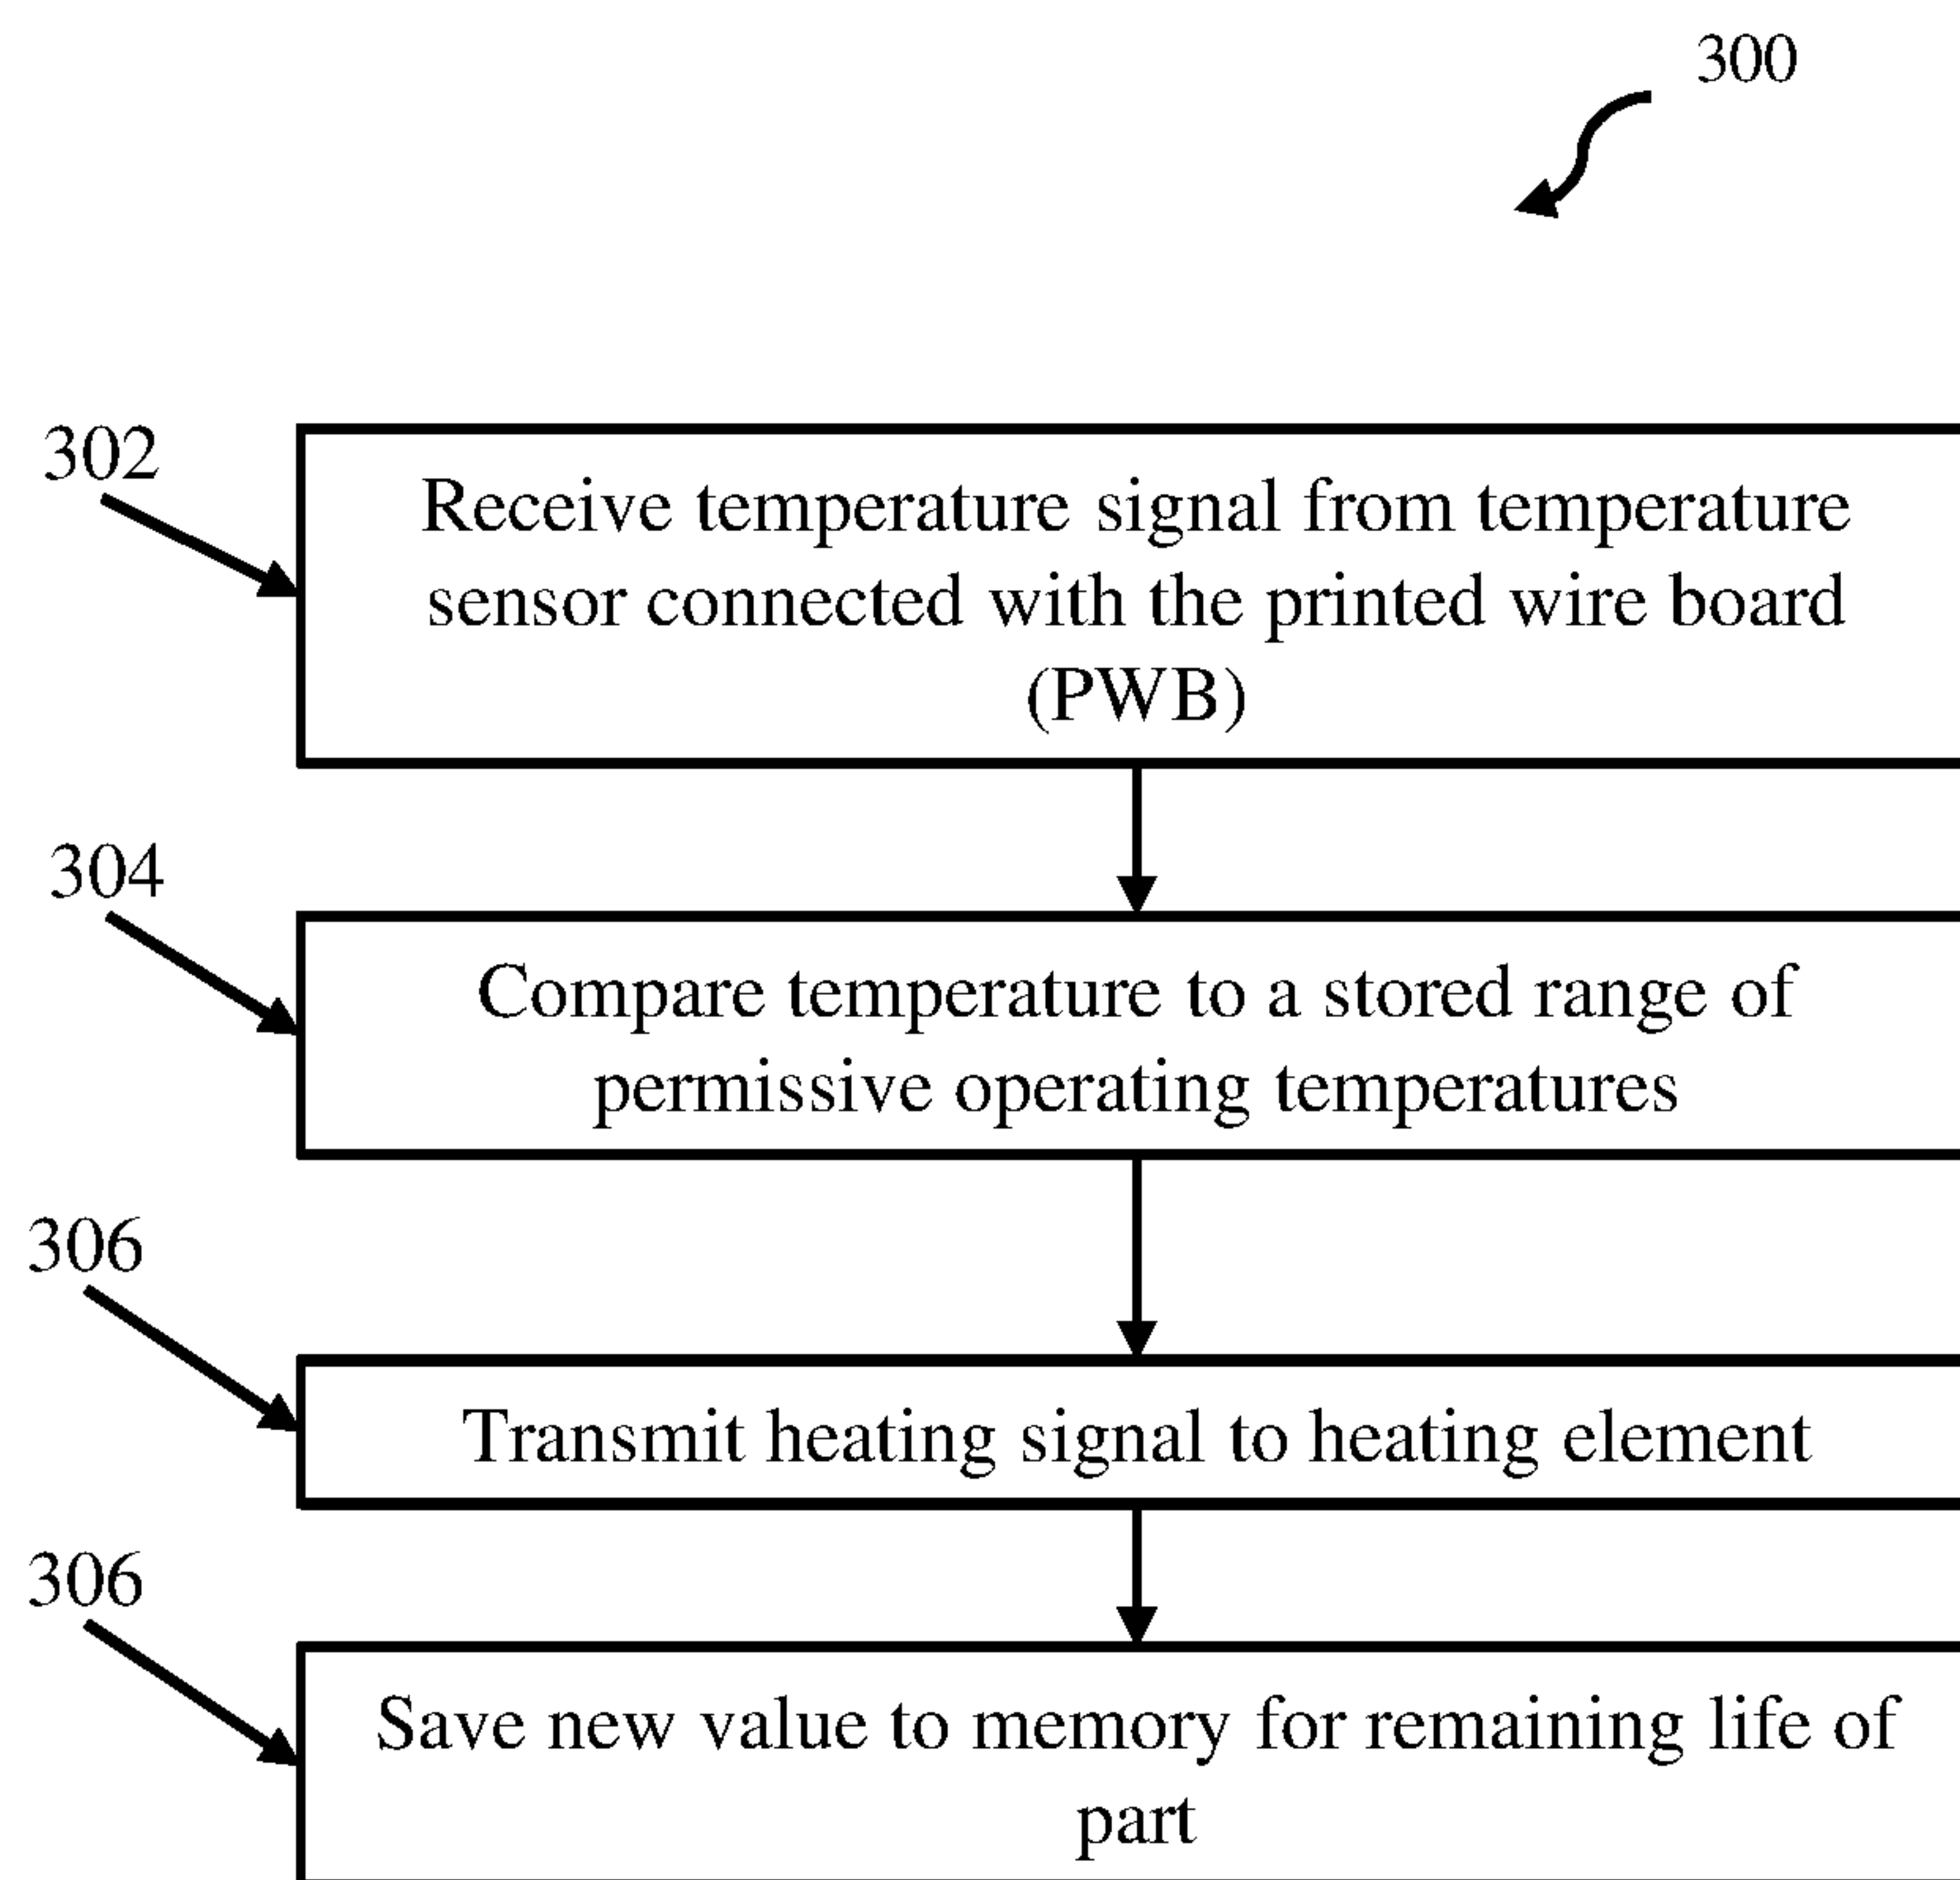 300
302
Receive temperature signal from temperature
sensor connected with the printed wire board
(PWB)
304
Compare temperature to a stored range of
permissive operating temperatures
306
Transmit heating signal to heating element
306
Save new value to memory for remaining life of
part